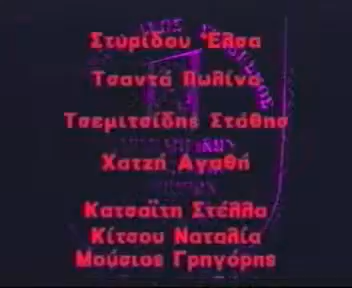 Στυρίδου Έλσα
Τσαντά Πωλίνα
Τσεμιτσίδης Στάθης
Χατζή Αγαθή
Κατσαΐτη Στέλλα
Κίτσου Ναταλία
Μούσιος Γρηγόρης